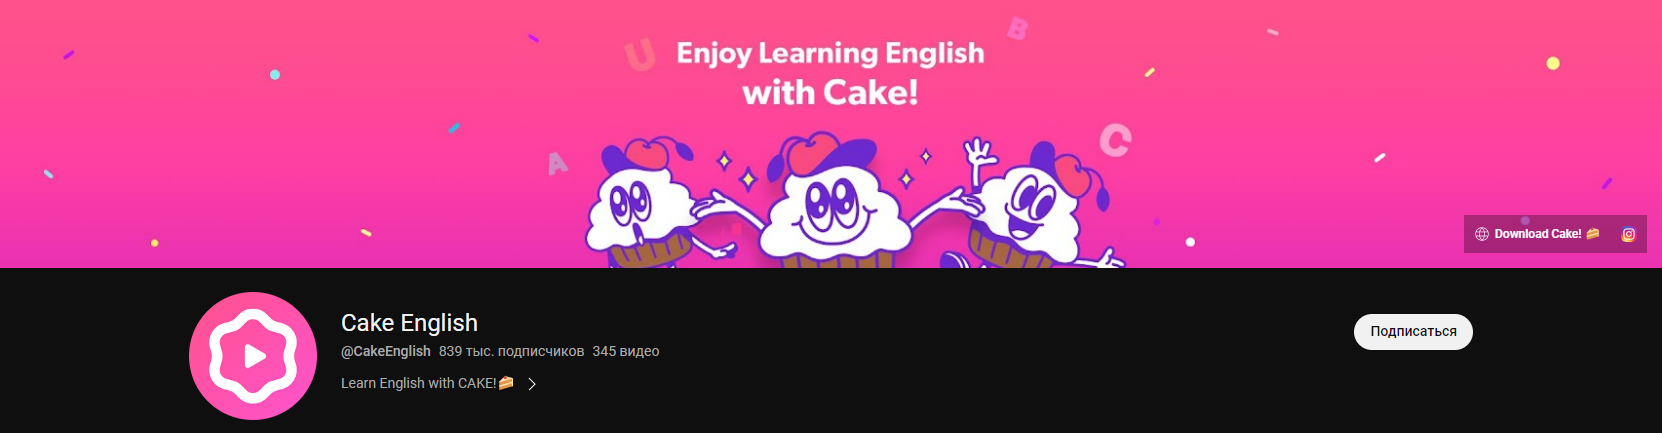 U
B
Enjoy Learning English
with Cake!
A
C
Download Cake!
Cake English
@CakeEnglish 839 тыс. подписчиков 345 видео
Learn English with CAKE!
Подписаться